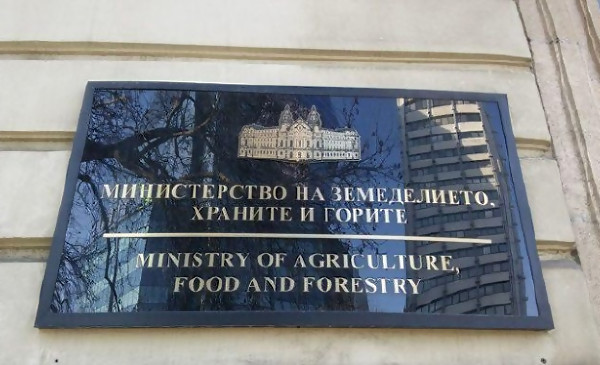 МИНИСТЕРСТВО НА ЗЕМЕДЕЛИЕТО,
ХРАНИТЕ И ГОРИТЕ
MINISTRY OF AGRICULTURE,
FOOD AND FORESTRY